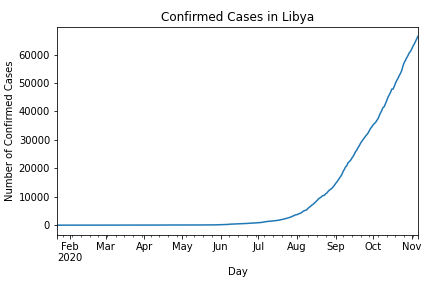 Confirmed Cases in Libya
Number of Confirmed Cases
60000
50000
40000
30000
20000
10000
0
Feb Mar Apr May Jun Jul Aug Sep Oct Nov
2020
Day